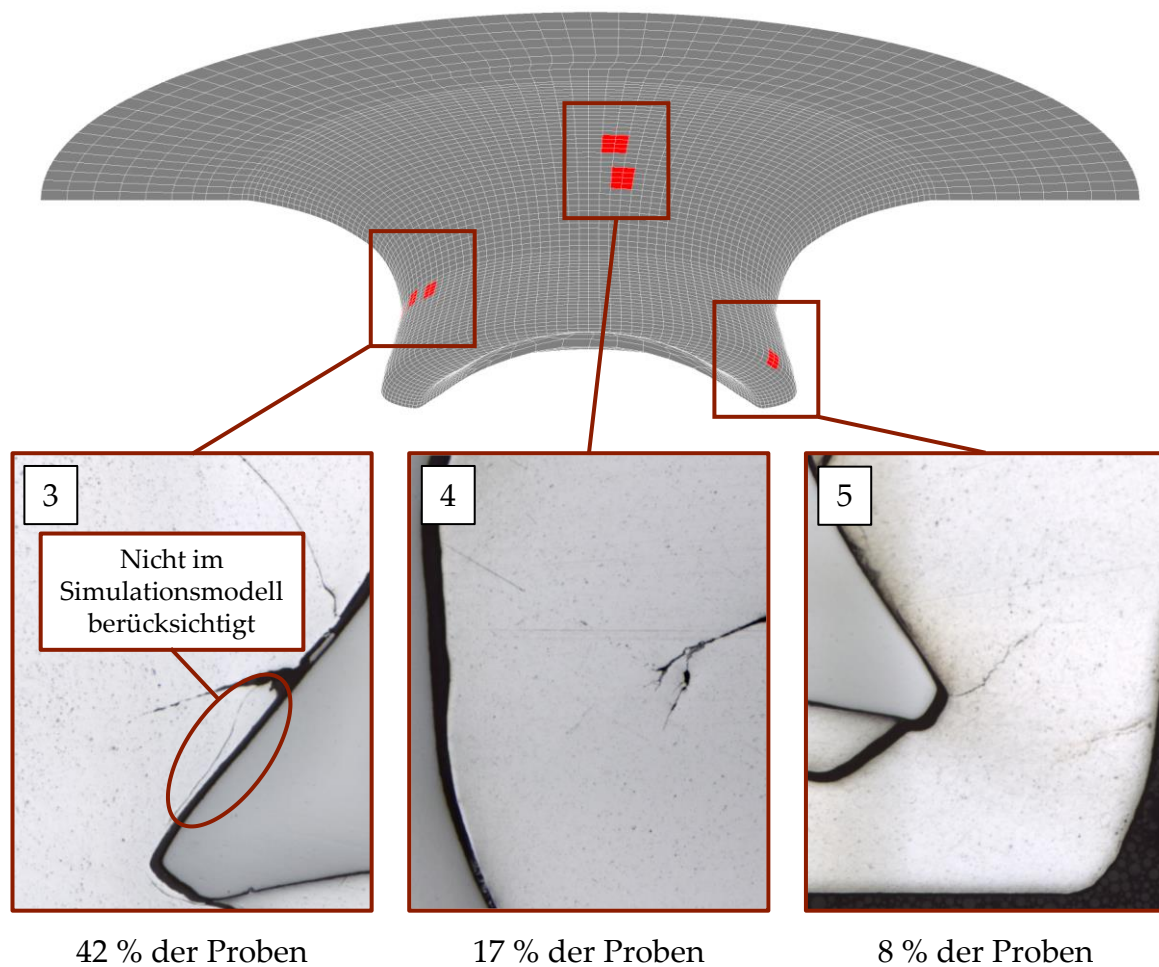 3
4
5
Nicht im
Simulationsmodell
berücksichtigt
42 % der Proben
17 % der Proben
8 % der Proben